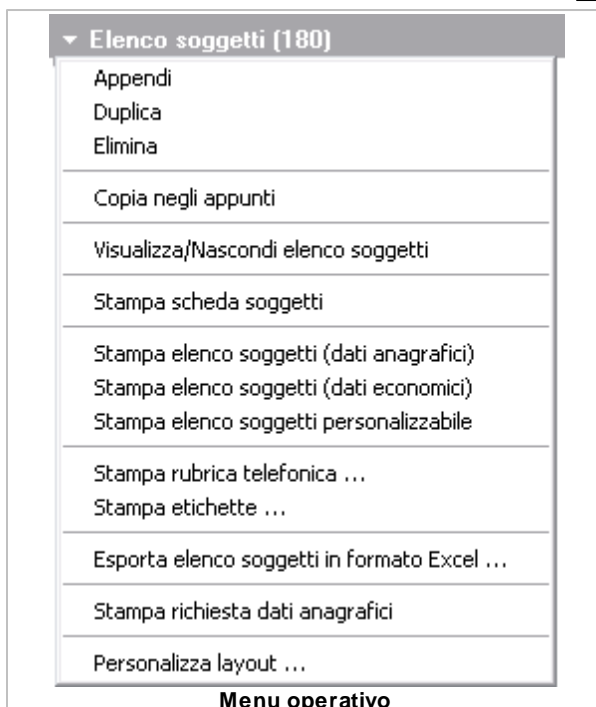 Elenco soggetti (180)
Appendi
Duplica
Elimina
Copia negli appunti
Visualizza/Nascondi elenco soggetti
Stampa scheda soggetti
Stampa elenco soggetti (dati anagrafici)
Stampa elenco soggetti (dati economici)
Stampa elenco soggetti personalizzabile
Stampa rubrica telefonica ...
Stampa etichette ...
Esporta elenco soggetti in formato Excel ...
Stampa richiesta dati anagrafici
Personalizza layout ...
Menu operativo